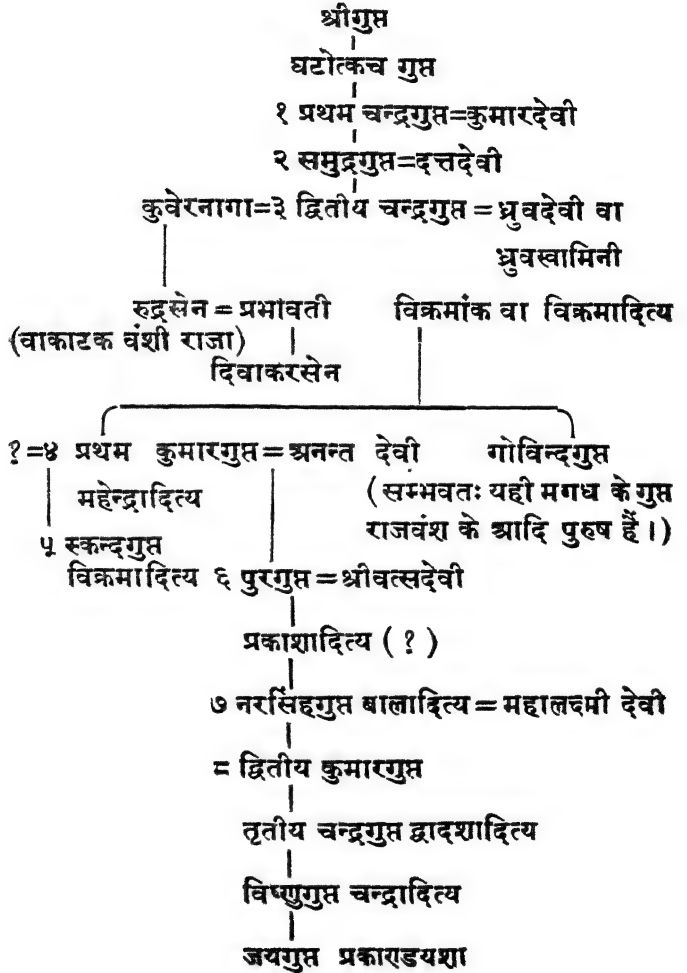 श्रीगुप्त
घटोत्कच गुप्त
१ प्रथम चन्द्रगुप्त=कुमारदेवी
२ समुद्रगुप्त=दत्तदेवी
कुवेरनागा=३ द्वितीय चन्द्रगुप्त = ध्रुवदेवी वा
ध्रुवस्वामिनी
रुद्रसेन = प्रभावती विक्रमांक वा विक्रमादित्य
(वाकाटक वंशी राजा)
दिवाकरसेन
?=४ प्रथम कुमारगुप्त=अनन्त देवी गोविन्दगुप्त
महेन्द्रादित्य (सम्भवतः यही मगध के गुप्त
५ स्कन्दगुप्त राजवंश के आदि पुरुष हैं।)
विक्रमादित्य ६ पुरगुप्त=श्रीवत्सदेवी
प्रकाशादित्य (?)
७ नरसिंहगुप्त बालादित्य = महालक्ष्मी देवी
८ द्वितीय कुमारगुप्त
तृतीय चन्द्रगुप्त द्वादशादित्य
विष्णुगुप्त चन्द्रादित्य
जयगुप्त प्रकाण्डयशा